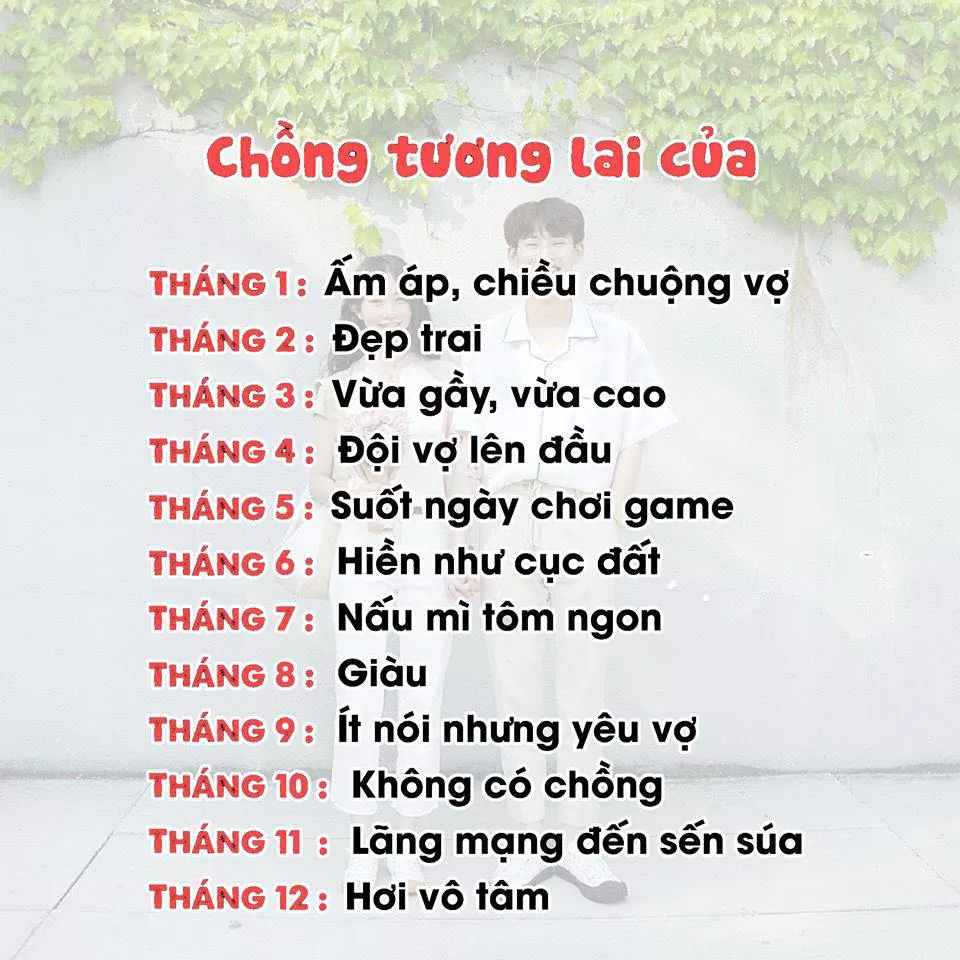 Chồng tương lai của
THÁNG 1 : Ấm áp, chiều chuộng vợ
THÁNG 2 : Đẹp trai
THÁNG 3 : Vừa gầy, vừa cao
THÁNG 4 : Đội vợ lên đầu
THÁNG 5 : Suốt ngày chơi game
THÁNG 6 : Hiền như cục đất
THÁNG 7 : Nấu mì tôm ngon
THÁNG 8 : Giàu
THÁNG 9 : Ít nói nhưng yêu vợ
THÁNG 10 : Không có chồng
THÁNG 11 : Lãng mạng đến sến súa
THÁNG 12 : Hơi vô tâm